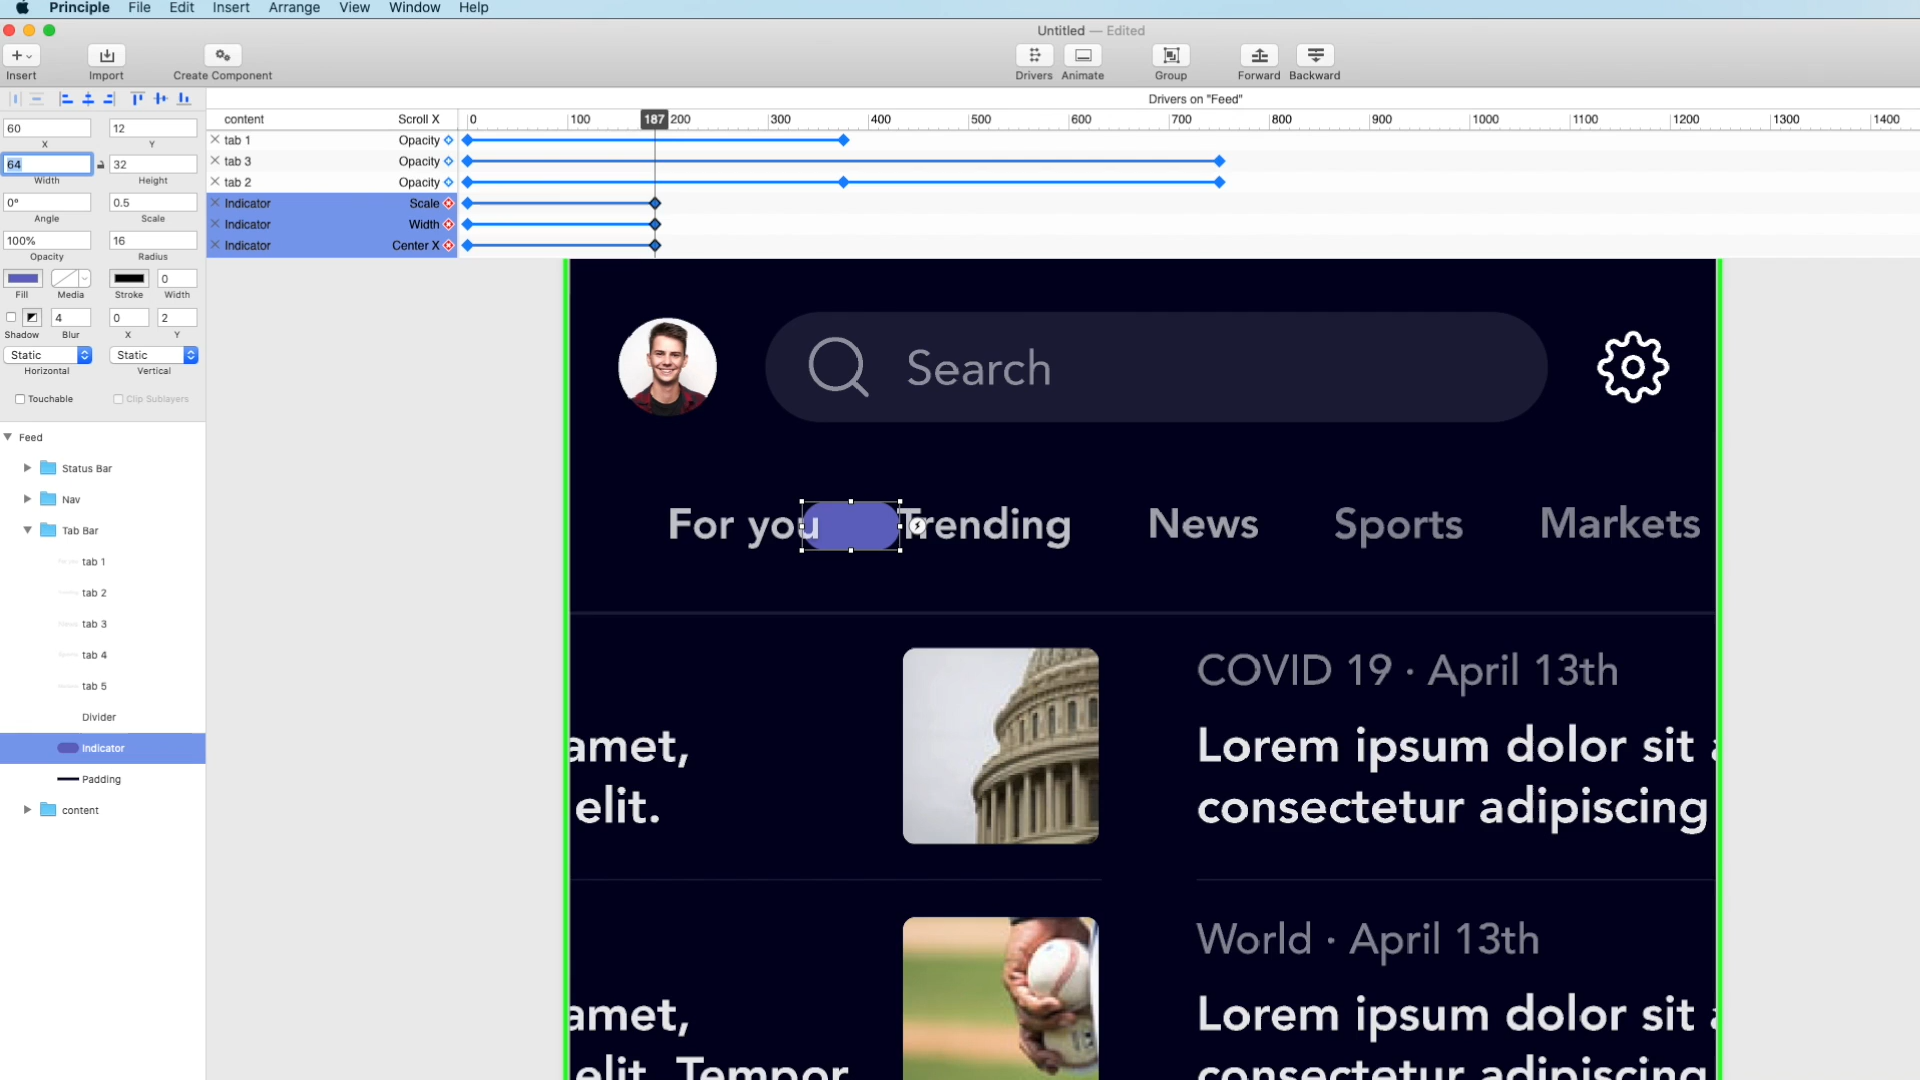 Principle File Edit Insert Arrange View Window Help
Untitled — Edited
Insert Import Create Component Drivers Animate Group Forward Backward
Drivers on "Feed"
content Scroll X 0 100 187 200 300 400 500 600 700 800 900 1000 1100 1200 1300 1400
tab 1 Opacity
tab 3 Opacity
tab 2 Opacity
Indicator Scale
Indicator Width
Indicator Center X
60 12
X Y
64 32
Width Height
0° 0.5
Angle Scale
100% 16
Opacity Radius
0
Fill Media Stroke Width
4 0 2
Shadow Blur X Y
Static Static
Horizontal Vertical
Touchable Clip Sublayers
Feed
Status Bar
Nav
Tab Bar
tab 1
tab 2
tab 3
tab 4
tab 5
Divider
Indicator
Padding
content
Search
For you Trending News Sports Markets
COVID 19 · April 13th
amet, Lorem ipsum dolor sit
elit. consectetur adipiscing
World · April 13th
amet, Lorem ipsum dolor sit
elit. Tempor consectetur adipiscing